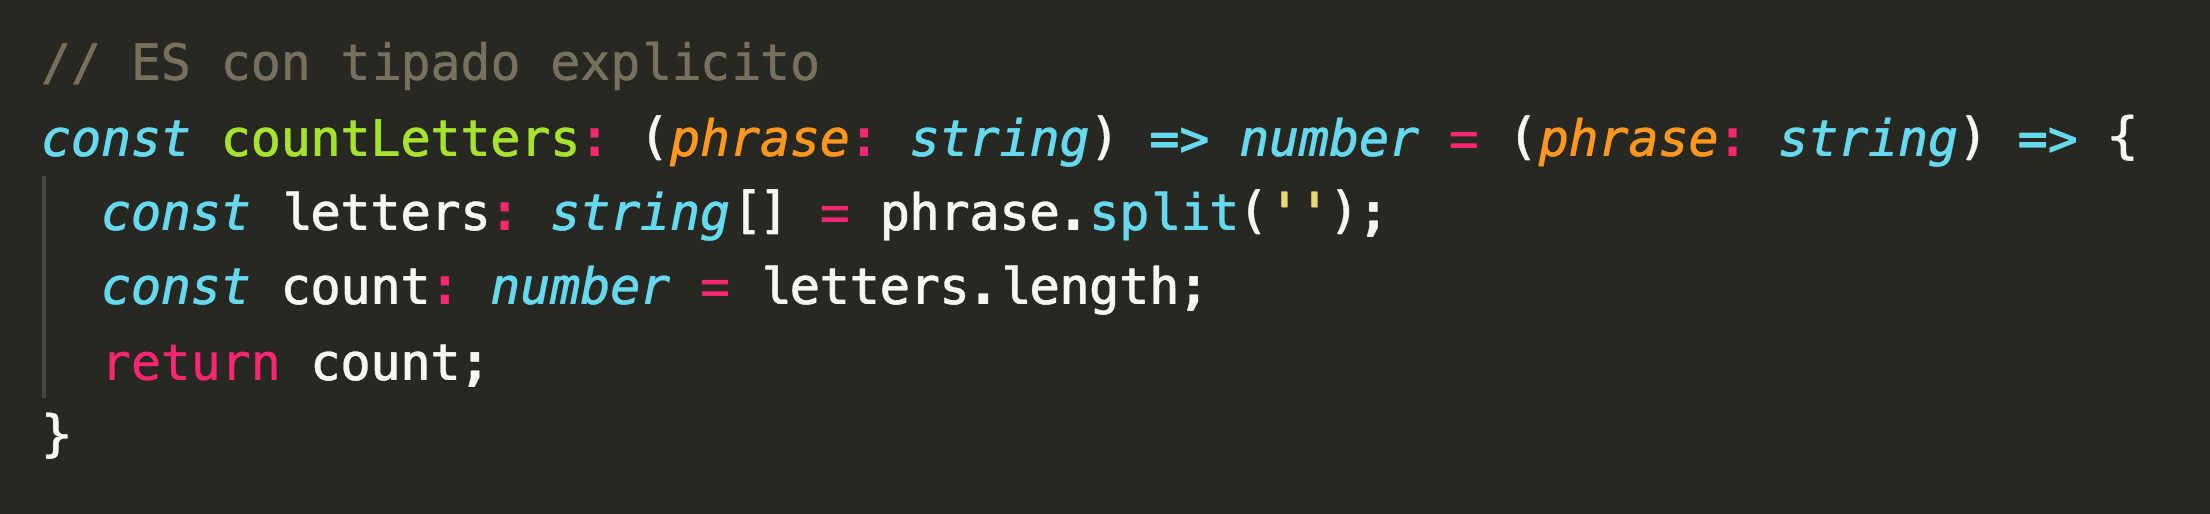 // ES con tipado explicito
const countLetters: (phrase: string) => number = (phrase: string) => {
  const letters: string[] = phrase.split('');
  const count: number = letters.length;
  return count;
}